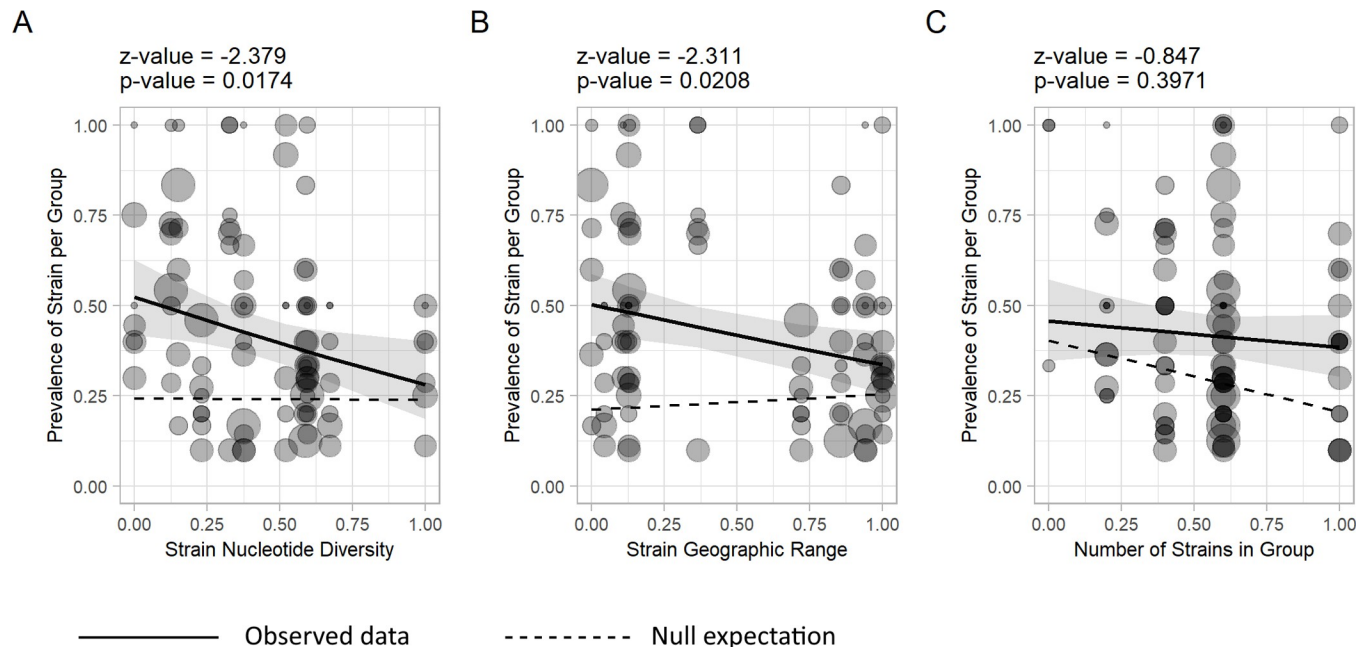 A
z-value = -2.379
p-value = 0.0174
Prevalence of Strain per Group
1.00
0.75
0.50
0.25
0.00
0.00 0.25 0.50 0.75 1.00
Strain Nucleotide Diversity
B
z-value = -2.311
p-value = 0.0208
Prevalence of Strain per Group
1.00
0.75
0.50
0.25
0.00
0.00 0.25 0.50 0.75 1.00
Strain Geographic Range
C
z-value = -0.847
p-value = 0.3971
Prevalence of Strain per Group
1.00
0.75
0.50
0.25
0.00
0.00 0.25 0.50 0.75 1.00
Number of Strains in Group
Observed data
Null expectation